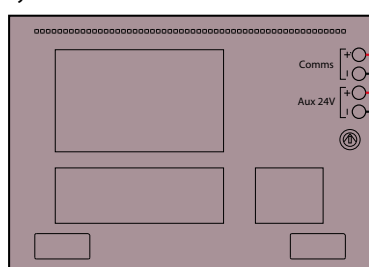 Comms
+
–
Aux 24V
+
–